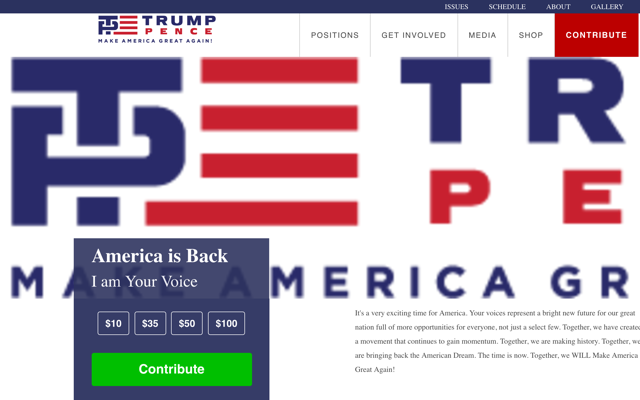 ISSUES SCHEDULE ABOUT GALLERY
TP TRUMP
PENCE
MAKE AMERICA GREAT AGAIN!
POSITIONS GET INVOLVED MEDIA SHOP CONTRIBUTE
TP TR
PE
MAKE AMERICA GR
America is Back
I am Your Voice
$10 $35 $50 $100
Contribute
It's a very exciting time for America. Your voices represent a bright new future for our great
nation full of more opportunities for everyone, not just a select few. Together, we have created
a movement that continues to gain momentum. Together, we are making history. Together, we
are bringing back the American Dream. The time is now. Together, we WILL Make America
Great Again!